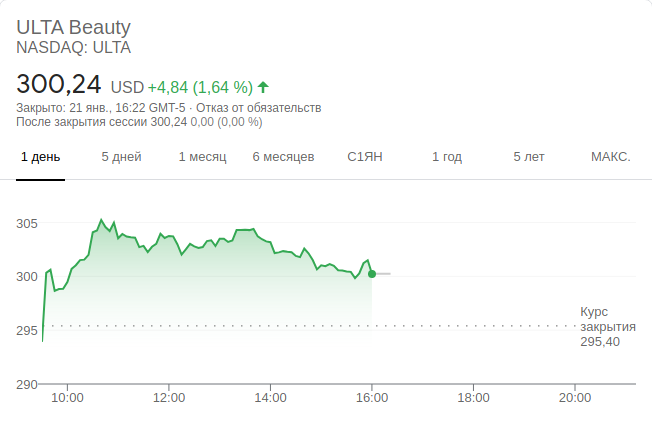 ULTA Beauty
NASDAQ: ULTA
300,24 USD +4,84 (1,64 %)
Закрыто: 21 янв., 16:22 GMT-5 · Отказ от обязательств
После закрытия сессии 300,24 0,00 (0,00 %)
1 день 5 дней 1 месяц 6 месяцев С1ЯН 1 год 5 лет МАКС.
305
300
295
290
Курс
закрытия
295,40
10:00 12:00 14:00 16:00 18:00 20:00